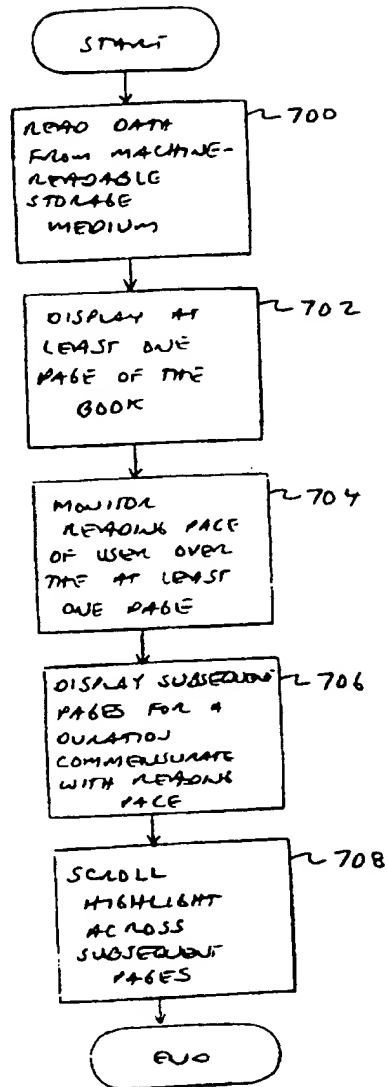 START
700
READ DATA
FROM MACHINE-
READABLE
STORAGE
MEDIUM
702
DISPLAY AT
LEAST ONE
PAGE OF THE
BOOK
704
MONITOR
READING PACE
OF USER OVER
THE AT LEAST
ONE PAGE
706
DISPLAY SUBSEQUENT
PAGES FOR A
DURATION
COMMENSURATE
WITH READING
PACE
708
SCROLL
HIGHLIGHT
ACROSS
SUBSEQUENT
PAGES
END